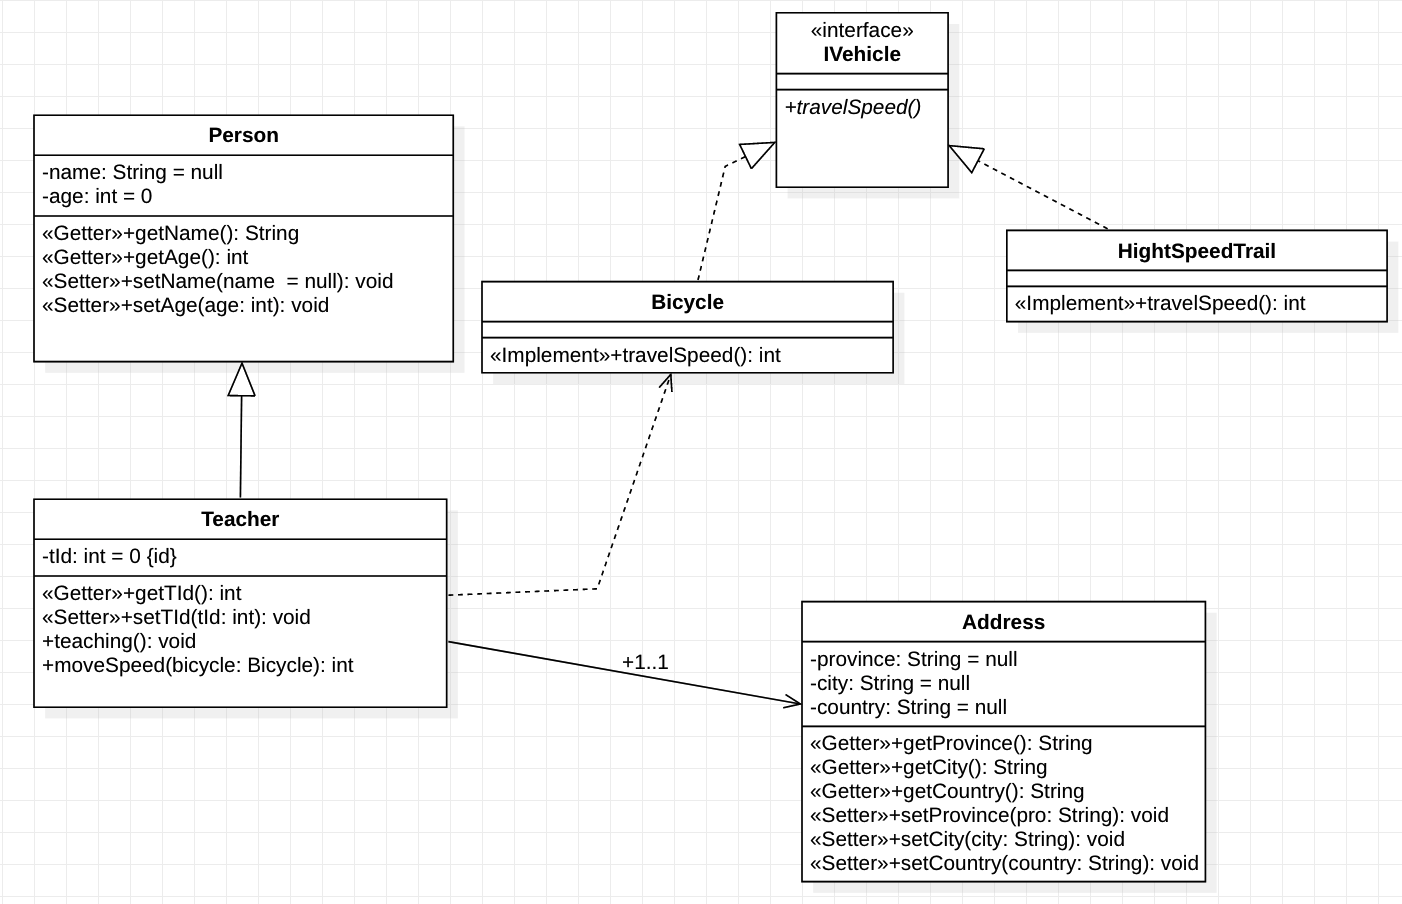 «interface»
IVehicle
+travelSpeed()
Person
-name: String = null
-age: int = 0
«Getter»+getName(): String
«Getter»+getAge(): int
«Setter»+setName(name  = null): void
«Setter»+setAge(age: int): void
HightSpeedTrail
«Implement»+travelSpeed(): int
Bicycle
«Implement»+travelSpeed(): int
Teacher
-tId: int = 0 {id}
«Getter»+getTId(): int
«Setter»+setTId(tId: int): void
+teaching(): void
+moveSpeed(bicycle: Bicycle): int
+1..1
Address
-province: String = null
-city: String = null
-country: String = null
«Getter»+getProvince(): String
«Getter»+getCity(): String
«Getter»+getCountry(): String
«Setter»+setProvince(pro: String): void
«Setter»+setCity(city: String): void
«Setter»+setCountry(country: String): void